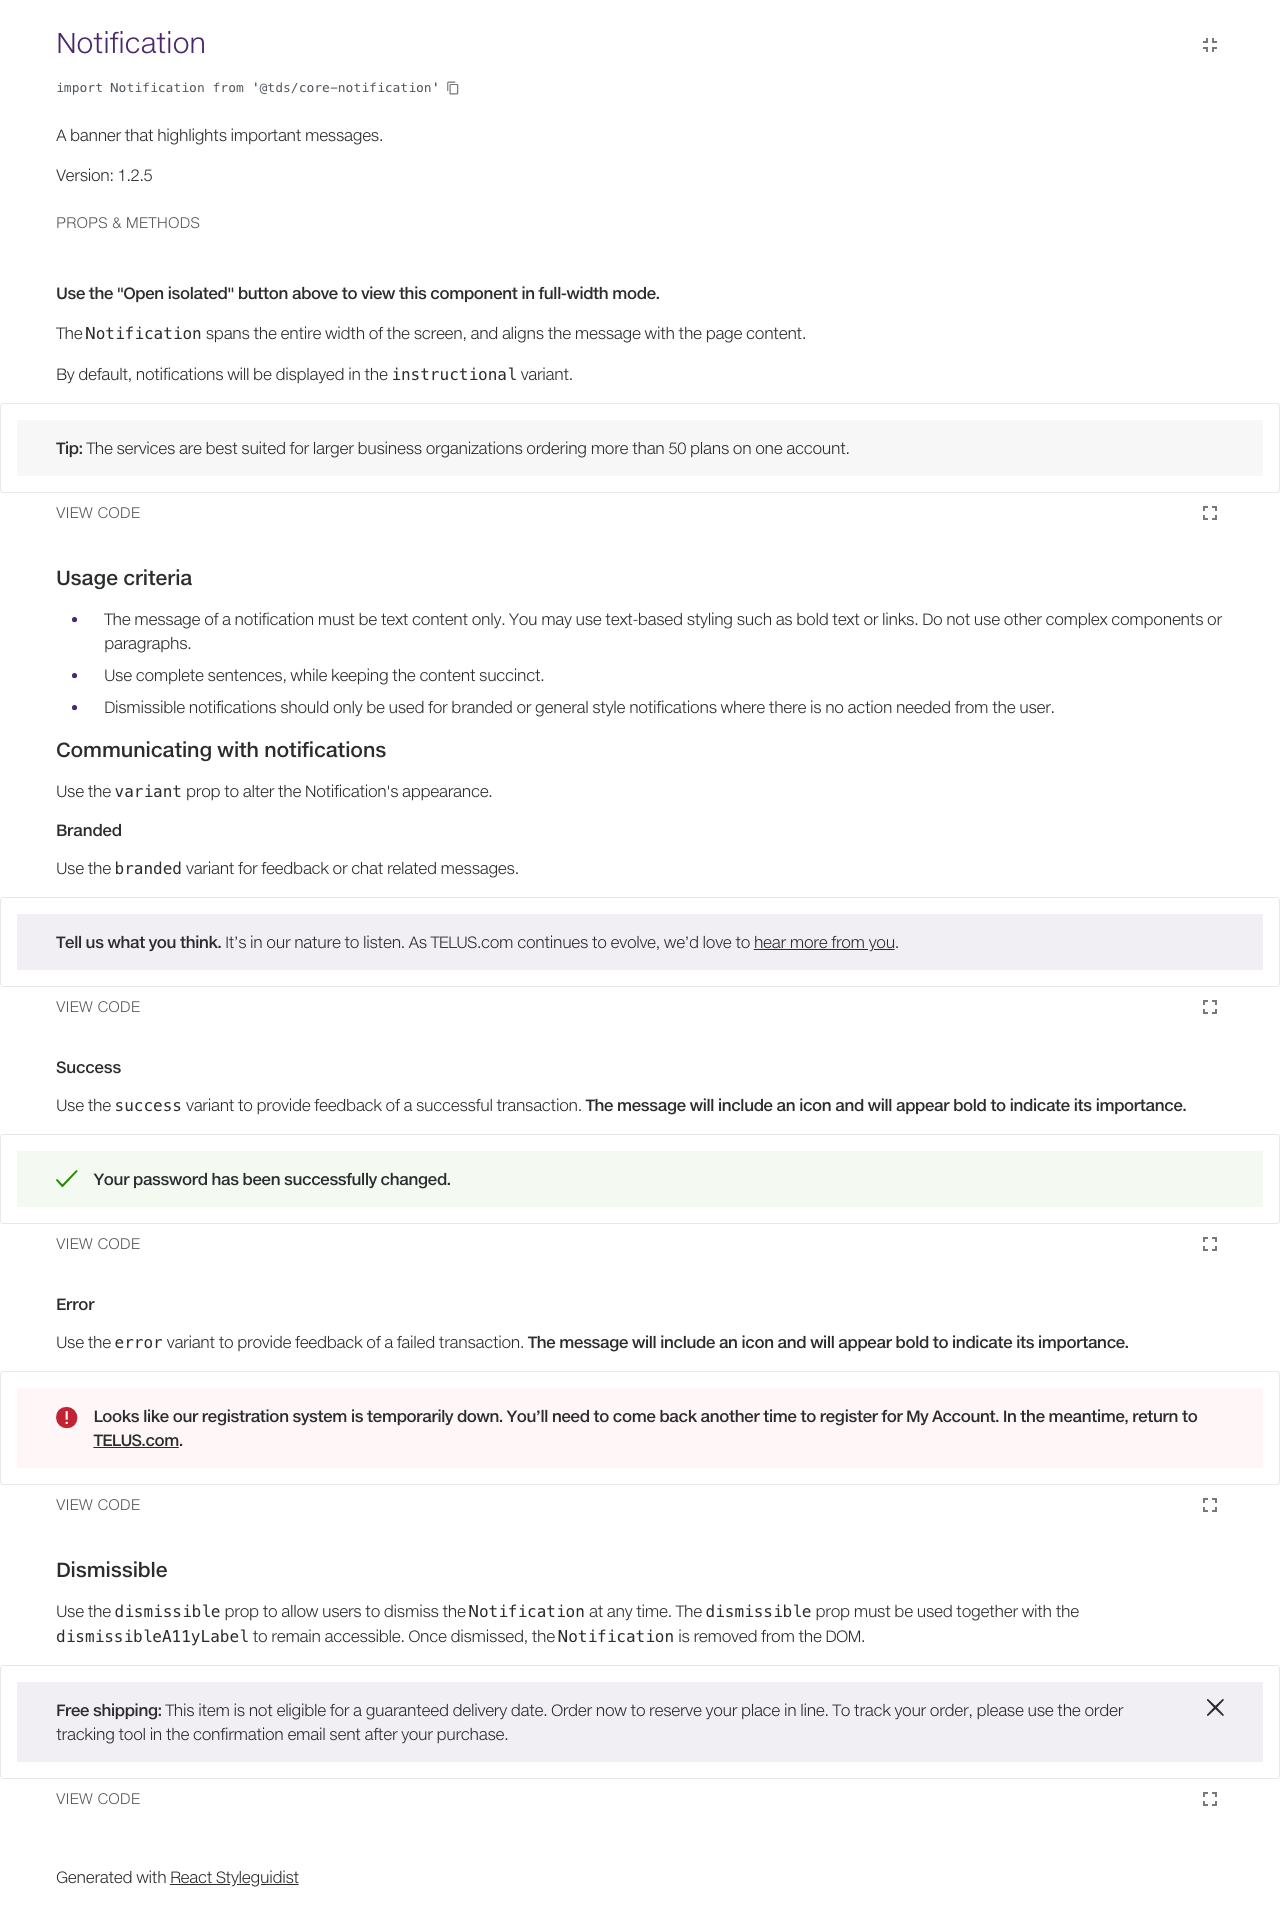 Notification
import Notification from '@tds/core-notification'
A banner that highlights important messages.
Version: 1.2.5
PROPS & METHODS
Use the "Open isolated" button above to view this component in full-width mode.
The Notification spans the entire width of the screen, and aligns the message with the page content.
By default, notifications will be displayed in the instructional variant.
Tip: The services are best suited for larger business organizations ordering more than 50 plans on one account.
VIEW CODE
Usage criteria
The message of a notification must be text content only. You may use text-based styling such as bold text or links. Do not use other complex components or
paragraphs.
Use complete sentences, while keeping the content succinct.
Dismissible notifications should only be used for branded or general style notifications where there is no action needed from the user.
Communicating with notifications
Use the variant prop to alter the Notification's appearance.
Branded
Use the branded variant for feedback or chat related messages.
Tell us what you think. It’s in our nature to listen. As TELUS.com continues to evolve, we’d love to hear more from you.
VIEW CODE
Success
Use the success variant to provide feedback of a successful transaction. The message will include an icon and will appear bold to indicate its importance.
Your password has been successfully changed.
VIEW CODE
Error
Use the error variant to provide feedback of a failed transaction. The message will include an icon and will appear bold to indicate its importance.
Looks like our registration system is temporarily down. You’ll need to come back another time to register for My Account. In the meantime, return to
TELUS.com.
VIEW CODE
Dismissible
Use the dismissible prop to allow users to dismiss the Notification at any time. The dismissible prop must be used together with the
dismissibleA11yLabel to remain accessible. Once dismissed, the Notification is removed from the DOM.
Free shipping: This item is not eligible for a guaranteed delivery date. Order now to reserve your place in line. To track your order, please use the order
tracking tool in the confirmation email sent after your purchase.
VIEW CODE
Generated with React Styleguidist